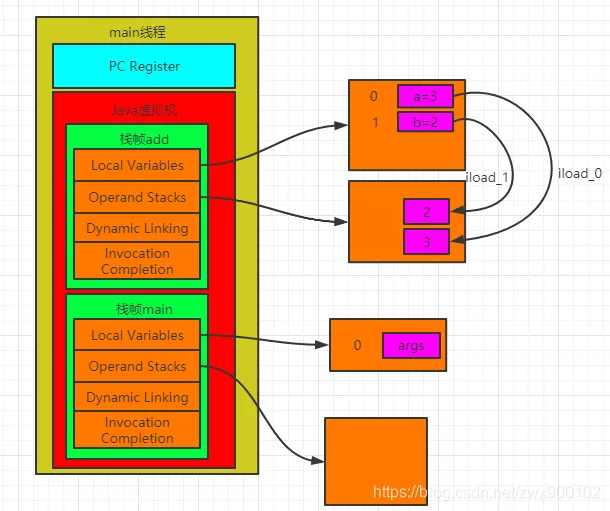 main线程
PC Register
Java虚拟机
栈帧add
Local Variables
Operand Stacks
Dynamic Linking
Invocation
Completion
栈帧main
Local Variables
Operand Stacks
Dynamic Linking
Invocation
Completion
0 a=3
1 b=2
iload_1
iload_0
2
3
0 args
https://blog.csdn.net/zwx900102